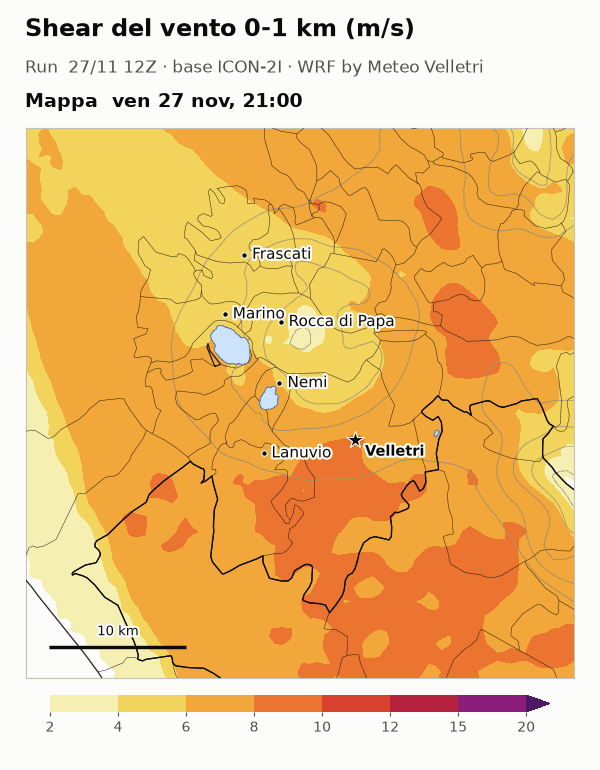 Shear del vento 0-1 km (m/s)
Run  27/11 12Z · base ICON-2I · WRF by Meteo Velletri
Mappa  ven 27 nov, 21:00
Frascati
Marino
Rocca di Papa
Nemi
Velletri
Lanuvio
10 km
2 4 6 8 10 12 15 20